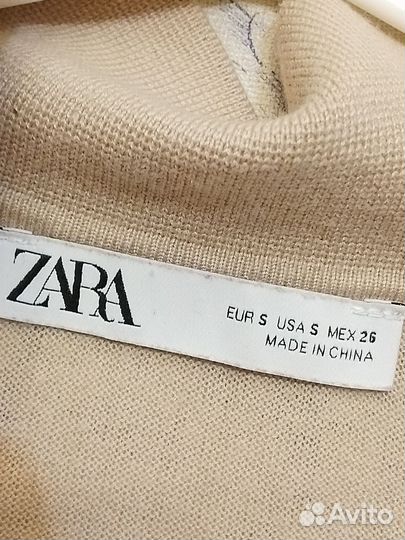 ZARA
EUR S USA S MEX 26
MADE IN CHINA
Avito